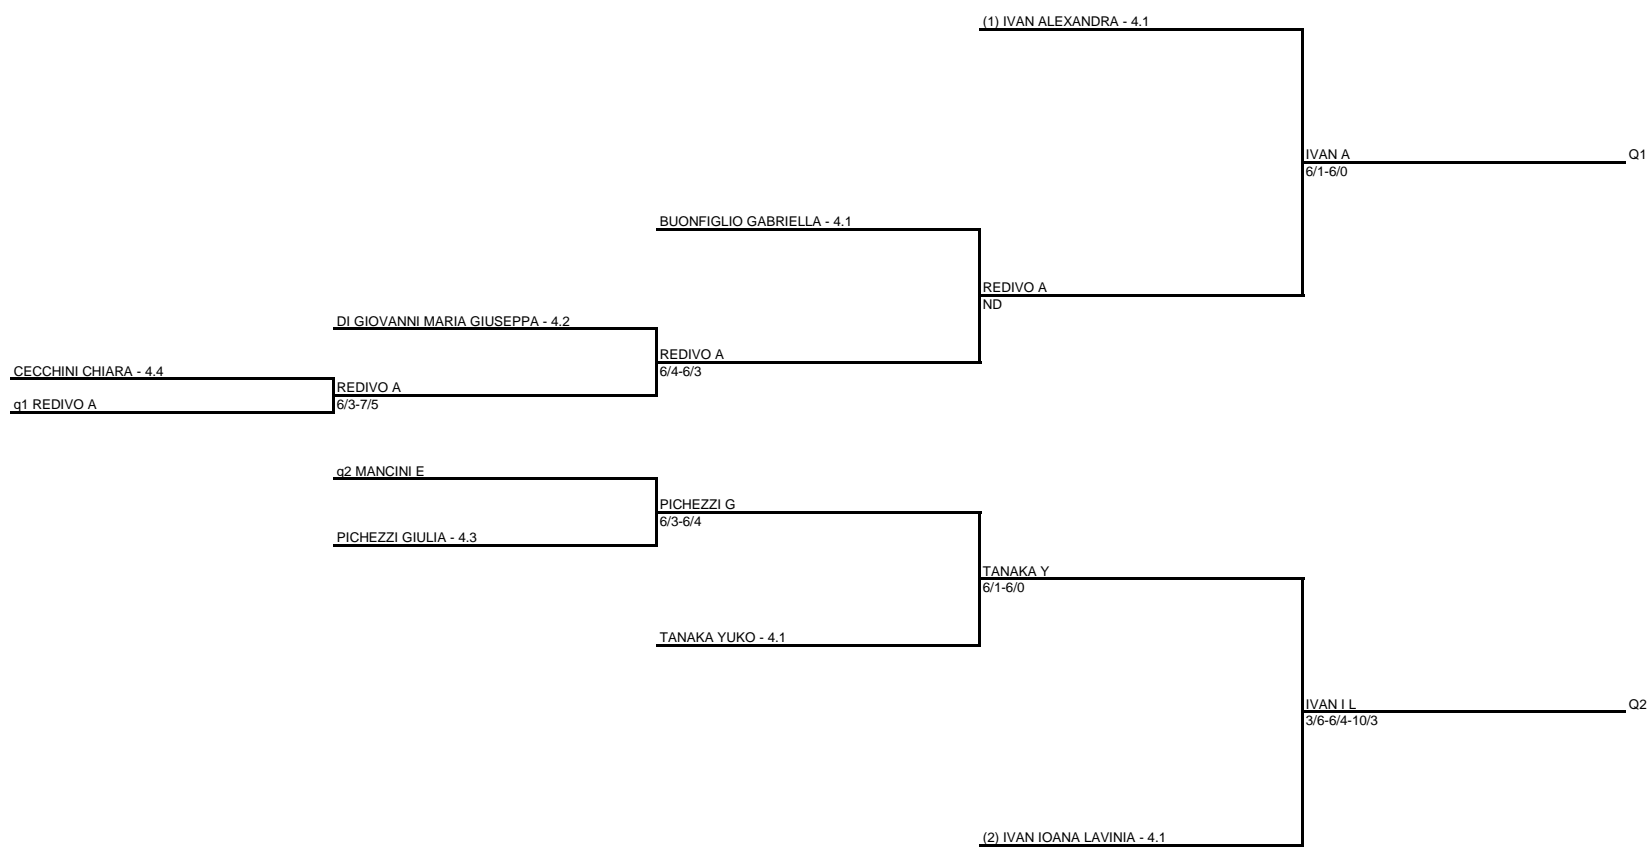 (1) IVAN ALEXANDRA - 4.1
IVAN A
Q1
6/1-6/0
BUONFIGLIO GABRIELLA - 4.1
REDIVO A
ND
DI GIOVANNI MARIA GIUSEPPA - 4.2
REDIVO A
6/4-6/3
CECCHINI CHIARA - 4.4
REDIVO A
6/3-7/5
q1 REDIVO A
q2 MANCINI E
PICHEZZI G
6/3-6/4
PICHEZZI GIULIA - 4.3
TANAKA Y
6/1-6/0
TANAKA YUKO - 4.1
IVAN I L
Q2
3/6-6/4-10/3
(2) IVAN IOANA LAVINIA - 4.1